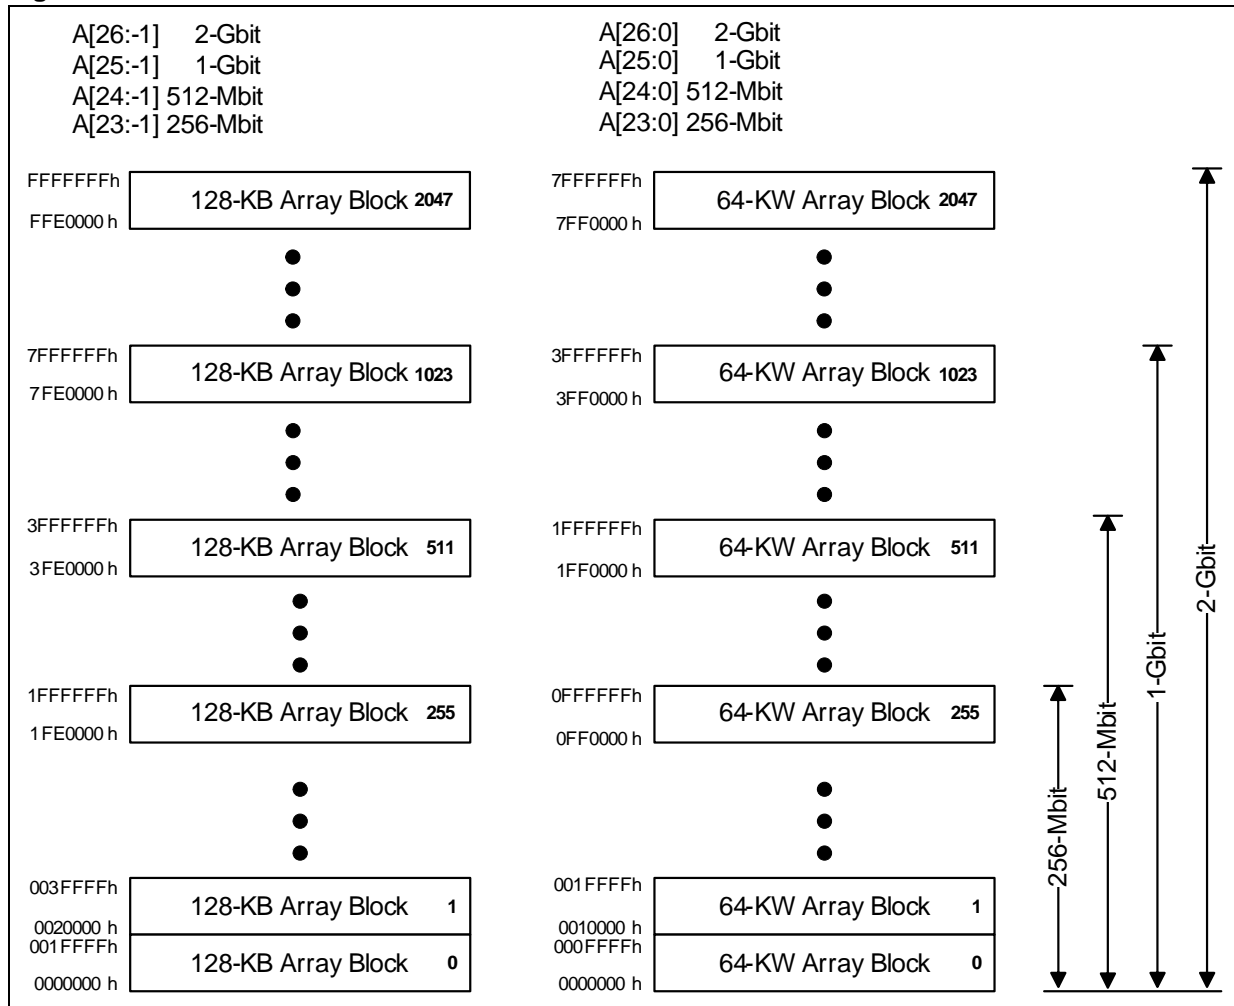 A[26:-1] 2-Gbit
A[25:-1] 1-Gbit
A[24:-1] 512-Mbit
A[23:-1] 256-Mbit
A[26:0] 2-Gbit
A[25:0] 1-Gbit
A[24:0] 512-Mbit
A[23:0] 256-Mbit
FFFFFFFh
128-KB Array Block 2047
FFE0000 h
7FFFFFFh
128-KB Array Block 1023
7FE0000 h
3FFFFFFh
128-KB Array Block 511
3FE0000 h
1FFFFFFh
128-KB Array Block 255
1FE0000 h
003FFFFh
128-KB Array Block 1
0020000 h
001FFFFh
128-KB Array Block 0
0000000 h
7FFFFFFh
64-KW Array Block 2047
7FF0000 h
3FFFFFFh
64-KW Array Block 1023
3FF0000 h
1FFFFFFh
64-KW Array Block 511
1FF0000 h
0FFFFFFh
64-KW Array Block 255
0FF0000 h
001FFFFh
64-KW Array Block 1
0010000 h
000FFFFh
64-KW Array Block 0
0000000 h
256-Mbit
512-Mbit
1-Gbit
2-Gbit